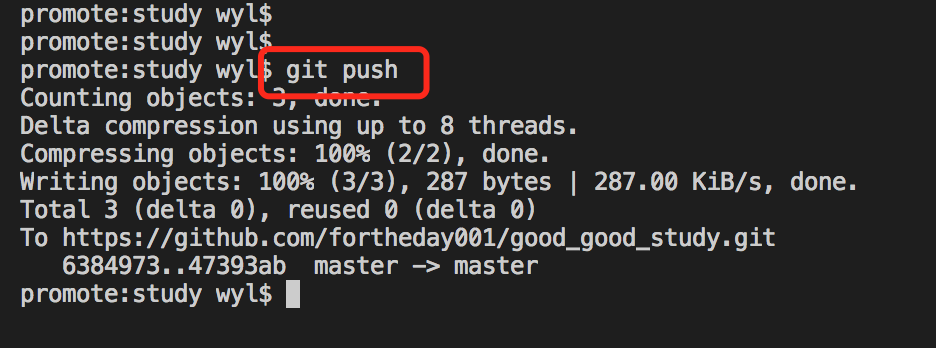 promote:study wyl$
promote:study wyl$
promote:study wyl$ git push
Counting objects: 3, done.
Delta compression using up to 8 threads.
Compressing objects: 100% (2/2), done.
Writing objects: 100% (3/3), 287 bytes | 287.00 KiB/s, done.
Total 3 (delta 0), reused 0 (delta 0)
To https://github.com/fortheday001/good_good_study.git
   6384973..47393ab  master -> master
promote:study wyl$